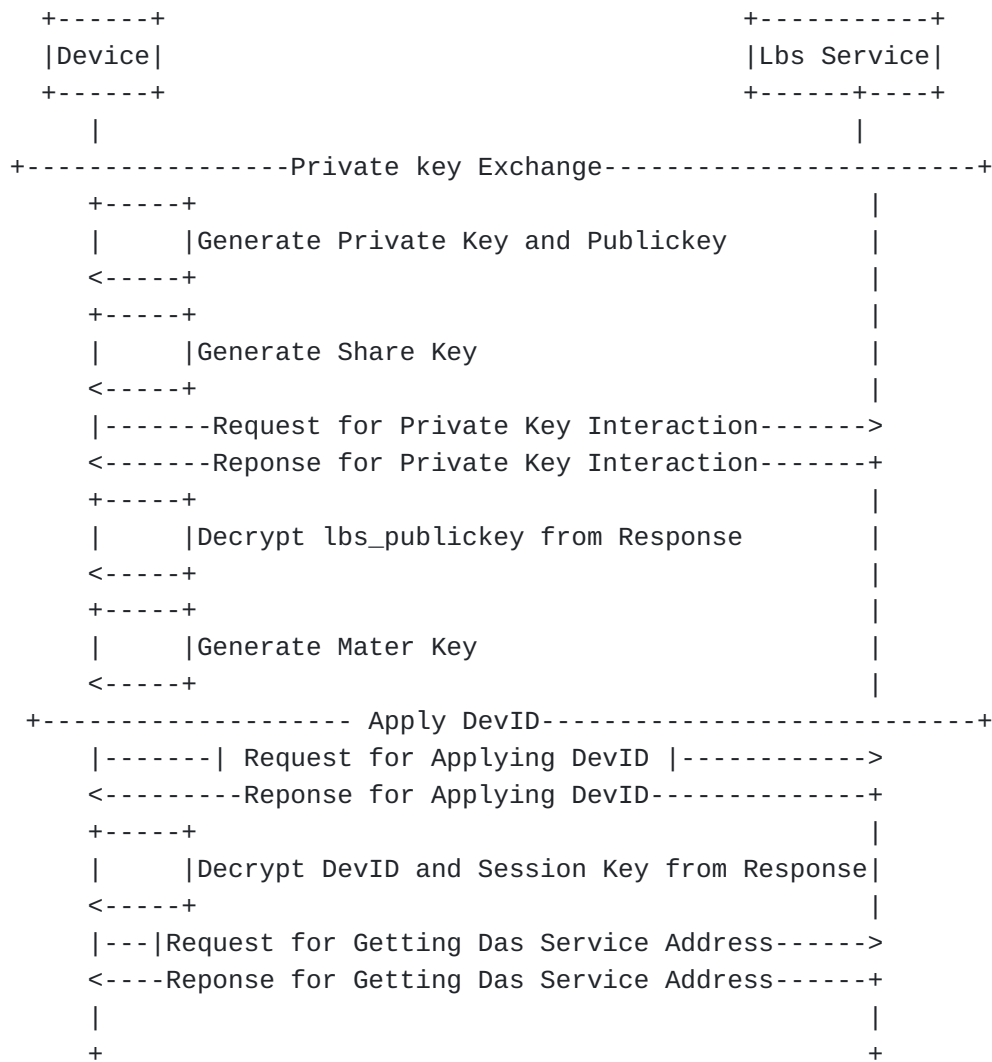 Device
Lbs Service
Private key Exchange
Generate Private Key and Publickey
Generate Share Key
Request for Private Key Interaction
Reponse for Private Key Interaction
Decrypt lbs_publickey from Response
Generate Mater Key
Apply DevID
Request for Applying DevID
Reponse for Applying DevID
Decrypt DevID and Session Key from Response
Request for Getting Das Service Address
Reponse for Getting Das Service Address